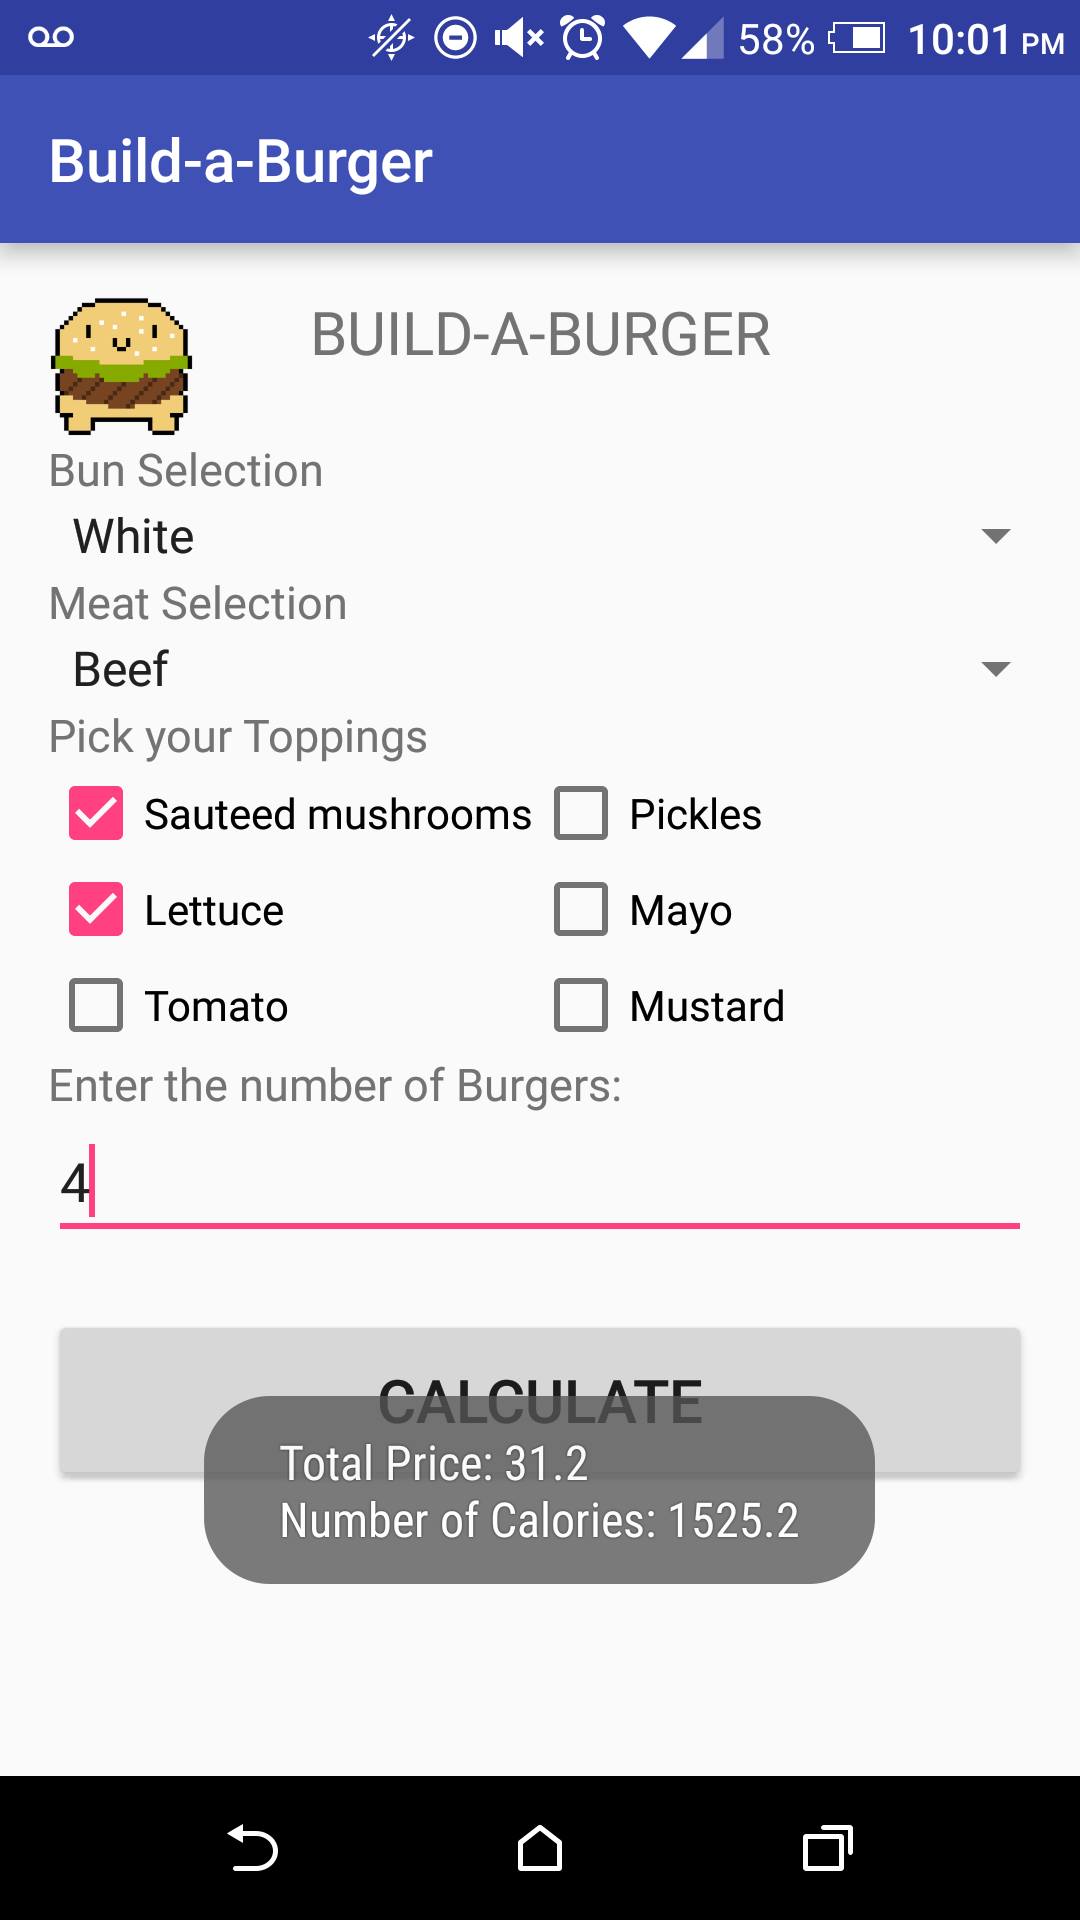 58% 10:01 PM
Build-a-Burger
BUILD-A-BURGER
Bun Selection
White
Meat Selection
Beef
Pick your Toppings
Sauteed mushrooms Pickles
Lettuce Mayo
Tomato Mustard
Enter the number of Burgers:
4
CALCULATE
Total Price: 31.2
Number of Calories: 1525.2